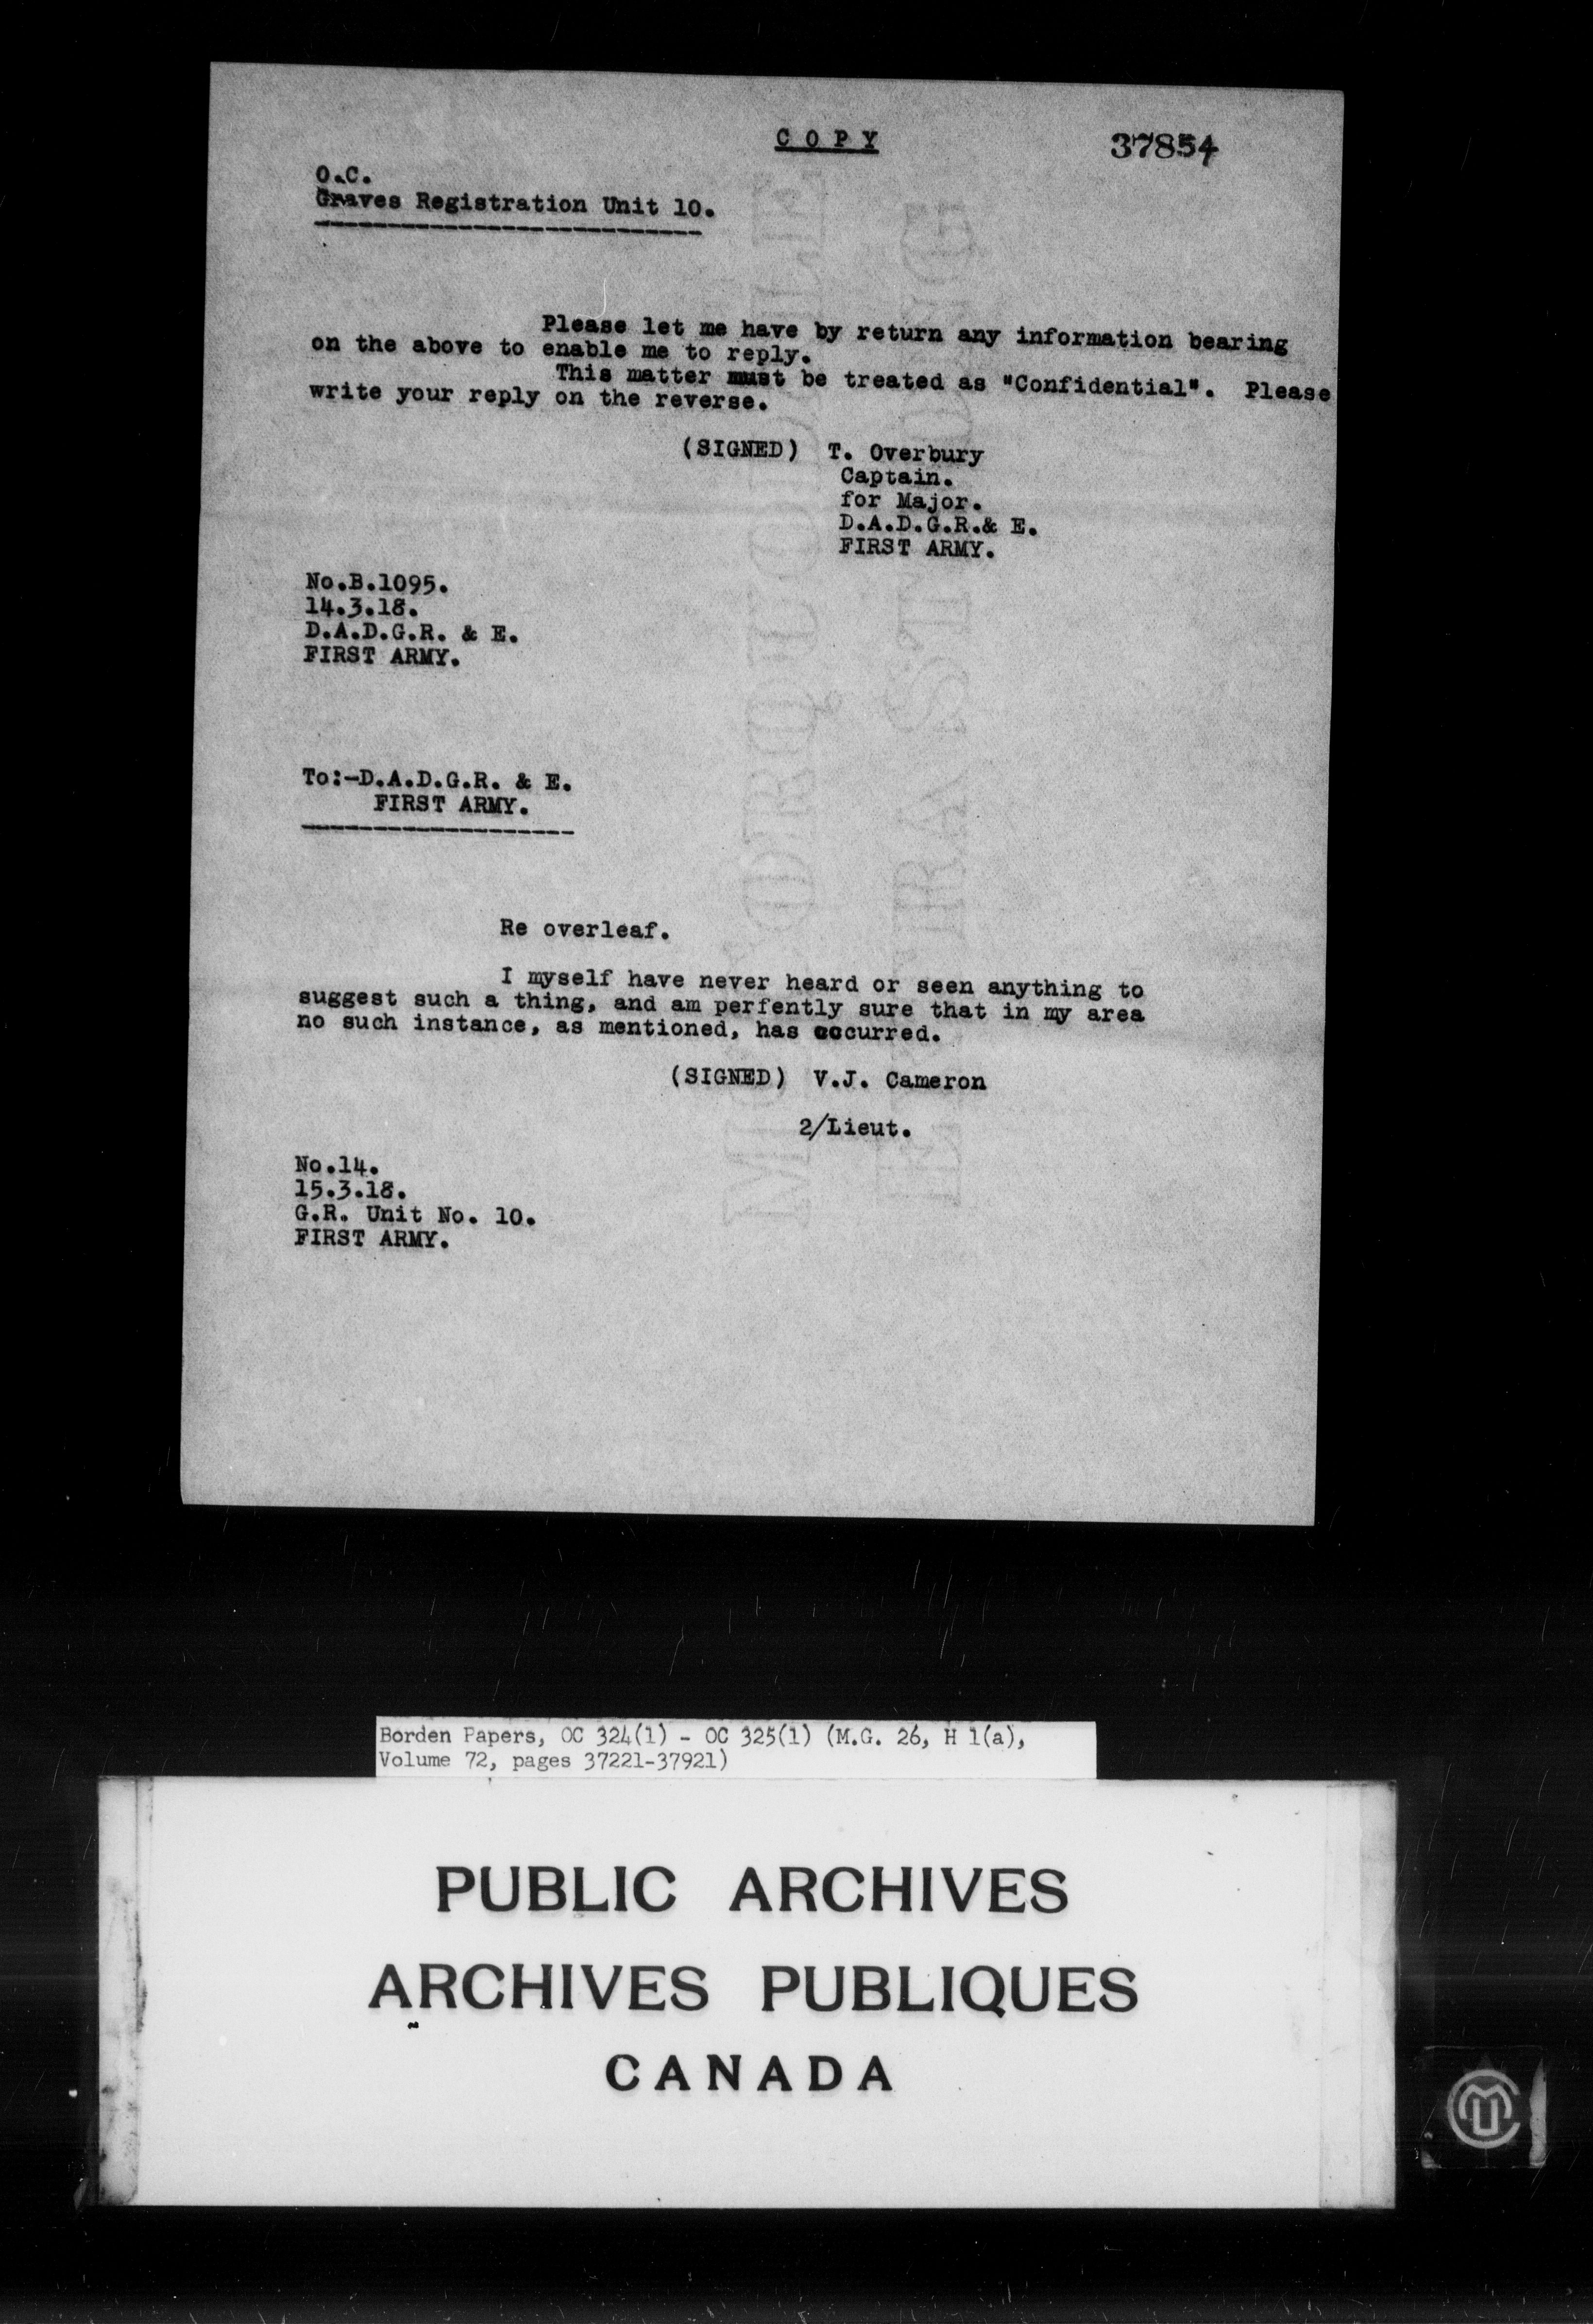 C O P Y
37854
O.C.
Graves Registration Unit 10.
Please let me have by return any information bearing
on the above to enable me to reply.
This matter must be treated as "Confidential". Please
write your reply on the reverse.
(SIGNED) T. Overbury
Captain.
for Major.
D.A.D.G.R.& E.
FIRST ARMY.
No.B.1095.
14.3.18.
D.A.D.G.R. & E.
FIRST ARMY.
To:-D.A.D.G.R. & E.
FIRST ARMY.
Re overleaf.
I myself have never heard or seen anything to
suggest such a thing, and am perfently sure that in my area
no such instance, as mentioned, has occurred.
(SIGNED) V.J. Cameron
2/Lieut.
No.14.
15.3.18.
G.R. Unit No. 10.
FIRST ARMY.
Borden Papers, OC 324(1) - OC 325(1) (M.G. 26, H 1(a),
Volume 72, pages 37221-37921)
PUBLIC ARCHIVES
ARCHIVES PUBLIQUES
CANADA